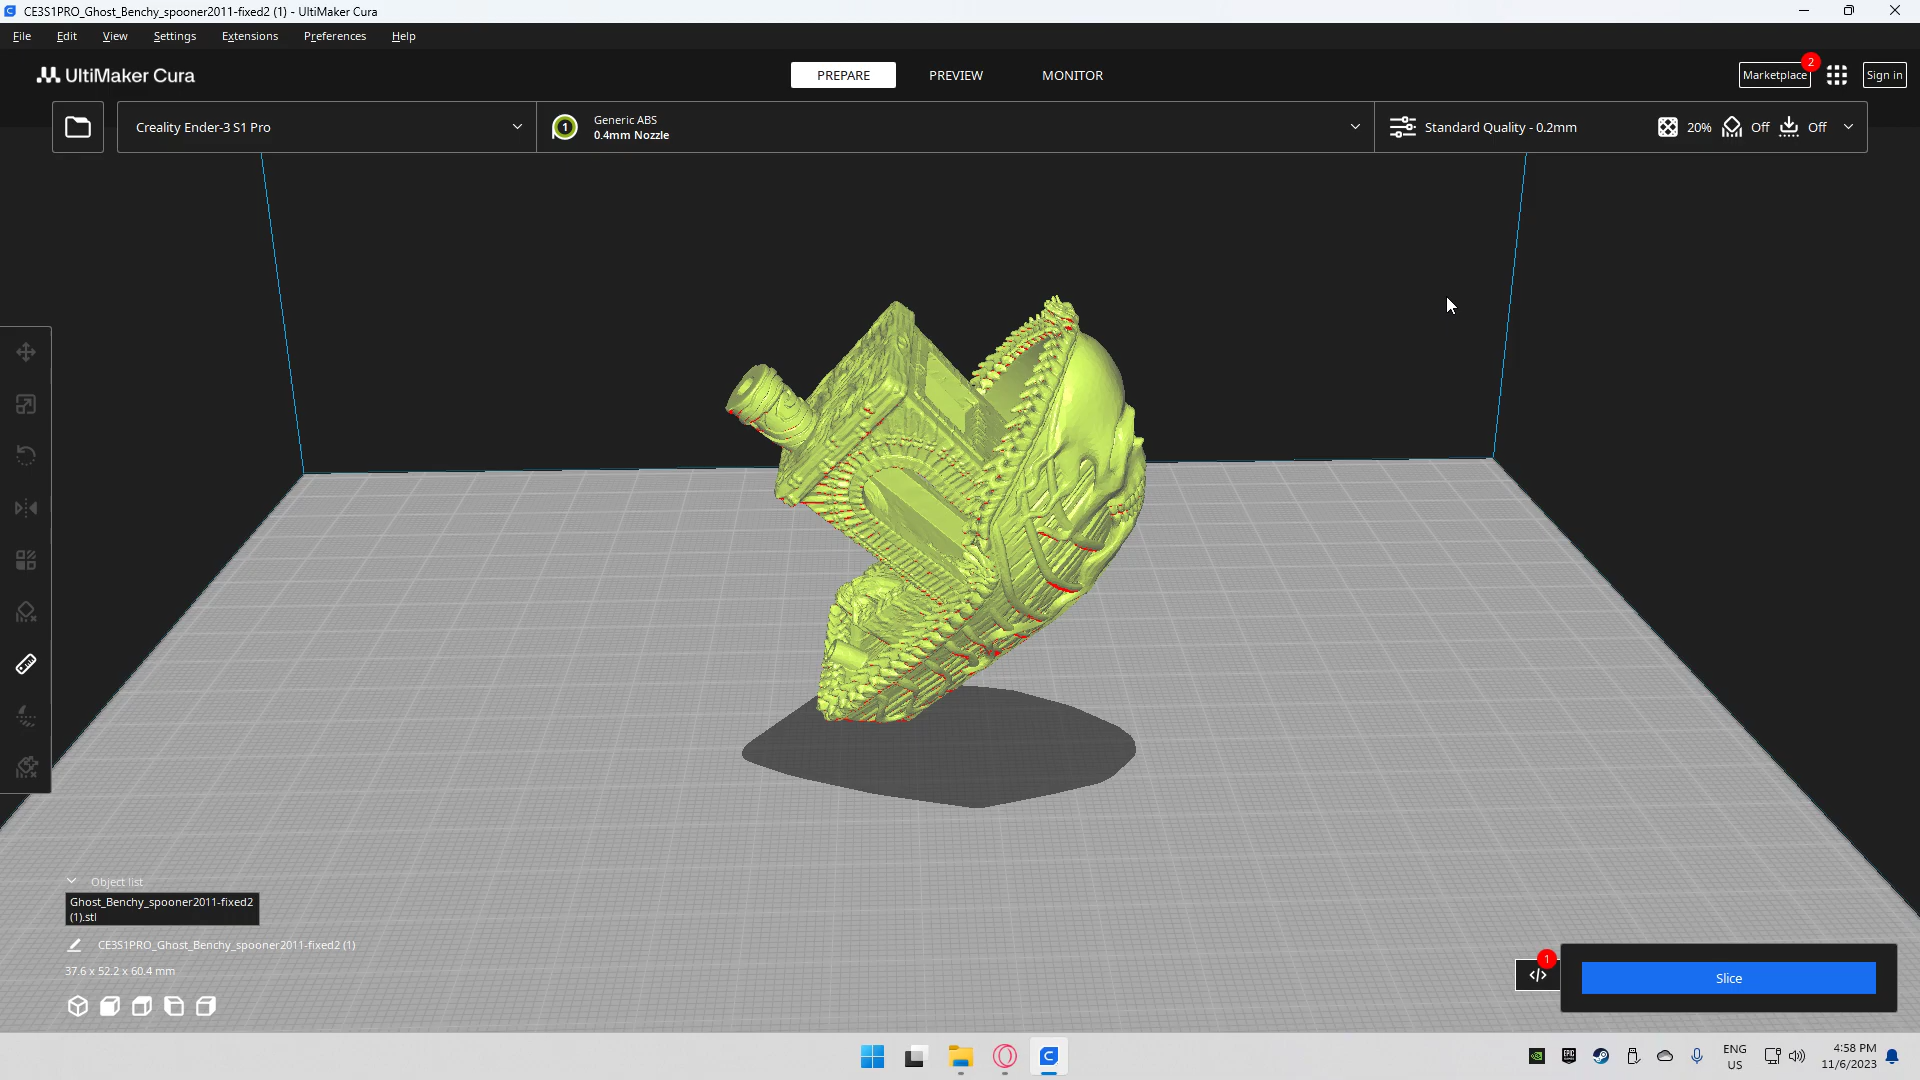 CE3S1PRO_Ghost_Benchy_spooner2011-fixed2 (1) - UltiMaker Cura
File Edit View Settings Extensions Preferences Help
UltiMaker Cura
PREPARE
PREVIEW
MONITOR
Marketplace
2
Sign in
Creality Ender-3 S1 Pro
1
Generic ABS
0.4mm Nozzle
Standard Quality - 0.2mm
20%
Off
Off
Object list
Ghost_Benchy_spooner2011-fixed2
(1).stl
CE3S1PRO_Ghost_Benchy_spooner2011-fixed2 (1)
37.6 x 52.2 x 60.4 mm
1
</>
Slice
EPIC
ENG
US
4:58 PM
11/6/2023